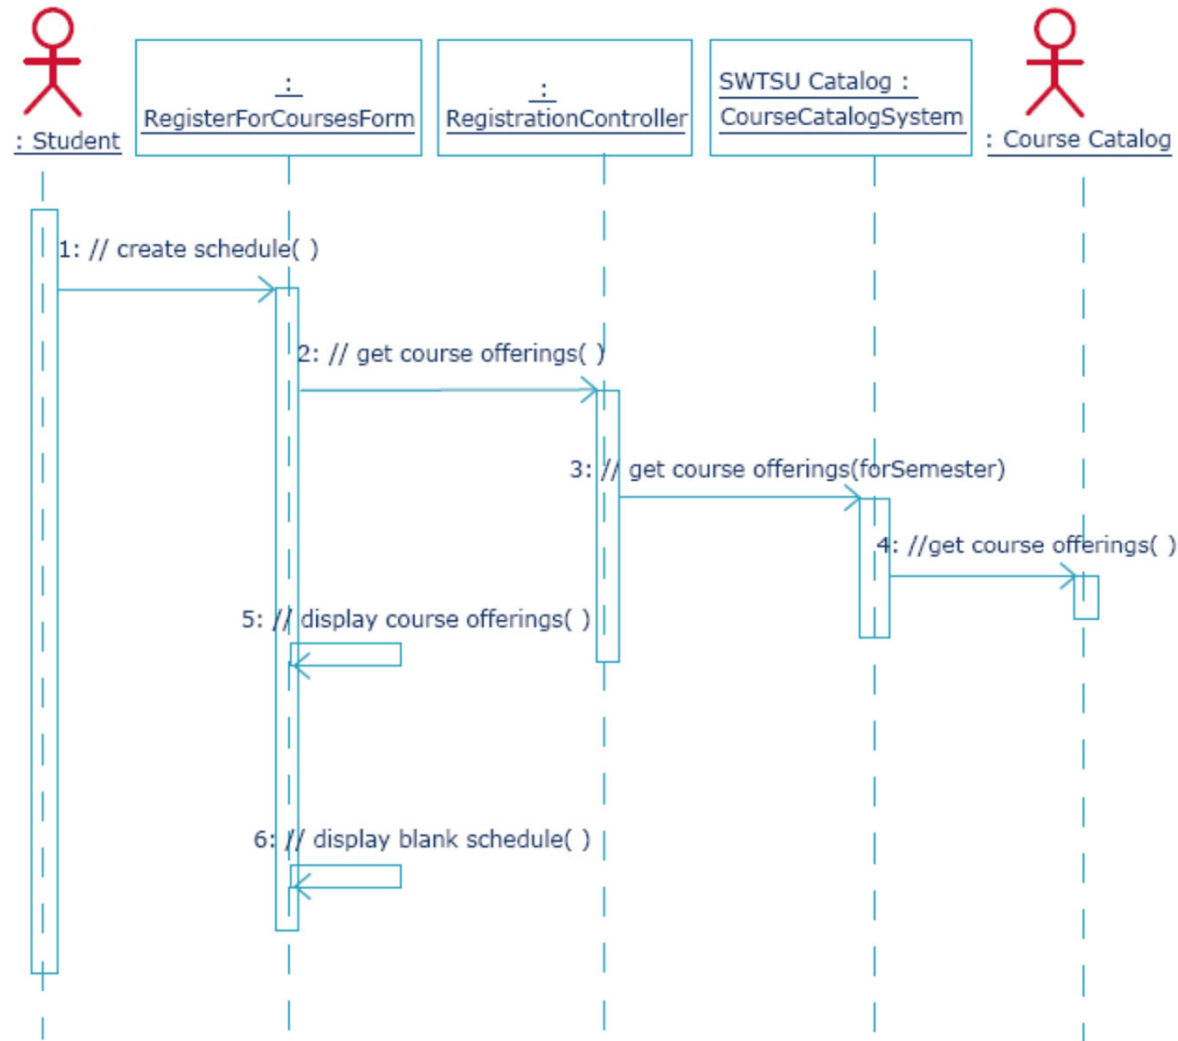 : Student
:
RegisterForCoursesForm
:
RegistrationController
SWTSU Catalog :
CourseCatalogSystem
: Course Catalog
1: // create schedule( )
2: // get course offerings( )
3: // get course offerings(forSemester)
4: //get course offerings( )
5: // display course offerings( )
6: // display blank schedule( )